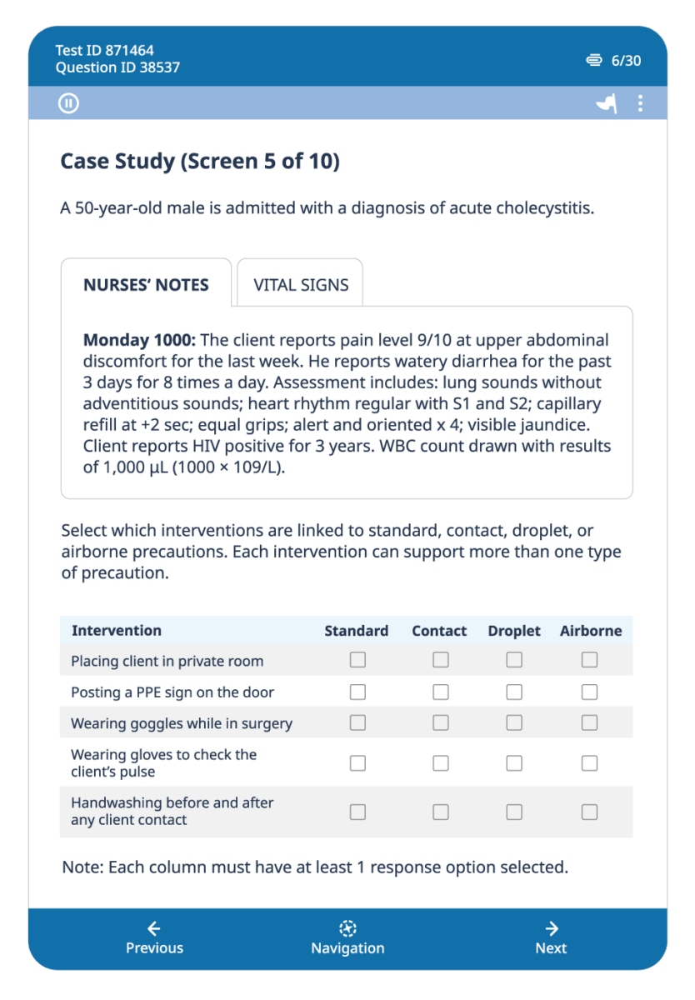 Test ID 871464
Question ID 38537
6/30
Case Study (Screen 5 of 10)
A 50-year-old male is admitted with a diagnosis of acute cholecystitis.
NURSES‘ NOTES
VITAL SIGNS
Monday 1000: The client reports pain level 9/10 at upper abdominal
discomfort for the last week. He reports watery diarrhea for the past
3 days for 8 times a day. Assessment includes: lung sounds without
adventitious sounds; heart rhythm regular with S1 and S2; capillary
refill at +2 sec; equal grips; alert and oriented x 4; visible jaundice.
Client reports HIV positive for 3 years. WBC count drawn with results
of 1,000 µL (1000 × 109/L).
Select which interventions are linked to standard, contact, droplet, or
airborne precautions. Each intervention can support more than one type
of precaution.
Intervention Standard Contact Droplet Airborne
Placing client in private room
Posting a PPE sign on the door
Wearing goggles while in surgery
Wearing gloves to check the
client’s pulse
Handwashing before and after
any client contact
Note: Each column must have at least 1 response option selected.
Previous
Navigation
Next